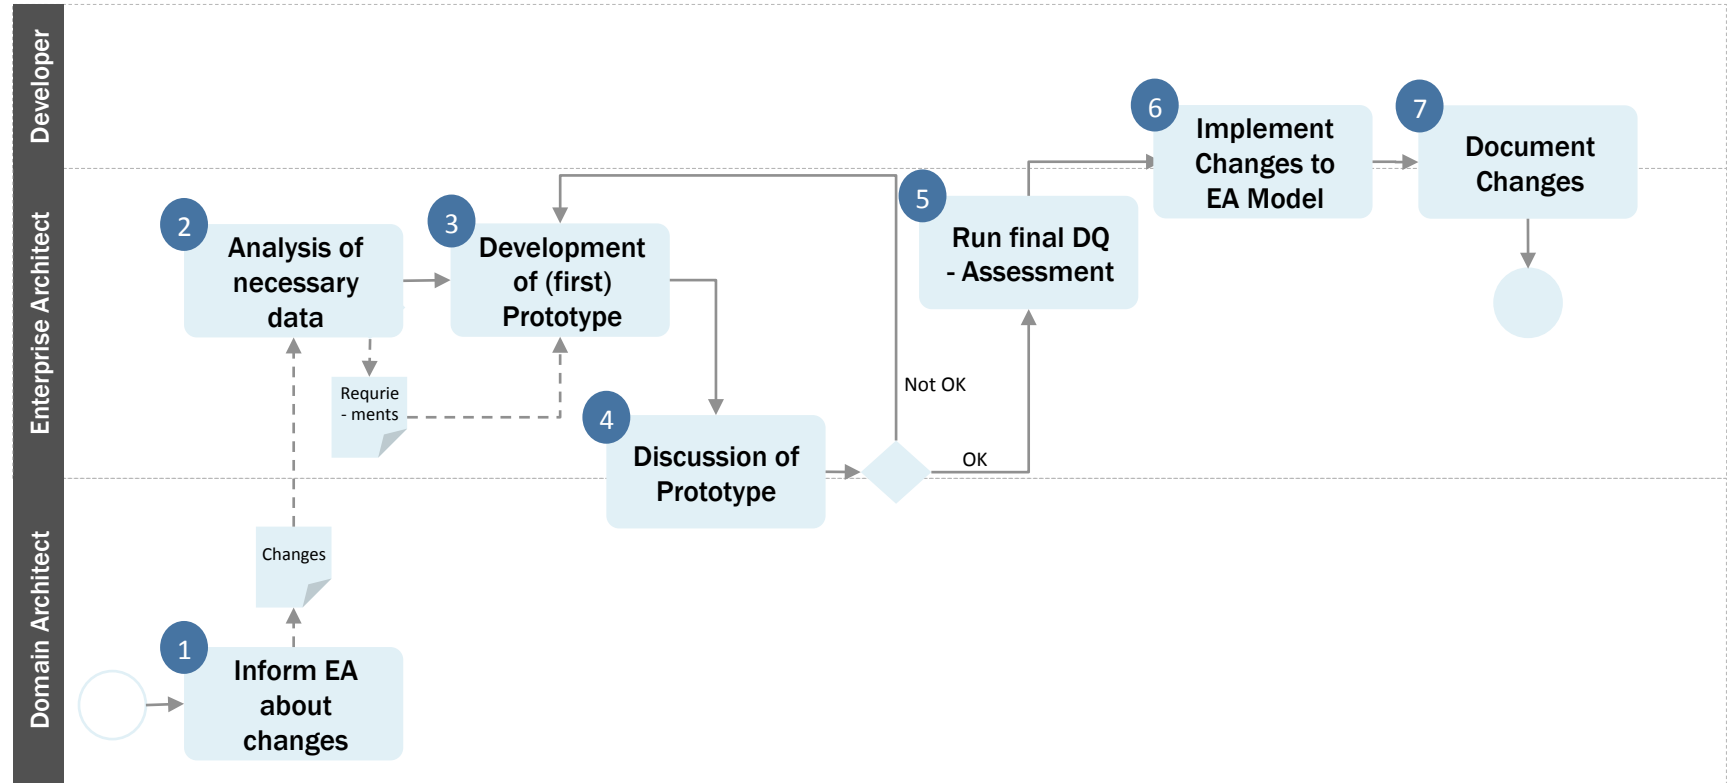 Developer
6
Implement
Changes to
EA Model
7
Document
Changes
Enterprise Architect
2
Analysis of
necessary
data
3
Development
of (first)
Prototype
5
Run final DQ
- Assessment
Requrie
- ments
Not OK
4
Discussion of
Prototype
OK
Domain Architect
Changes
1
Inform EA
about
changes